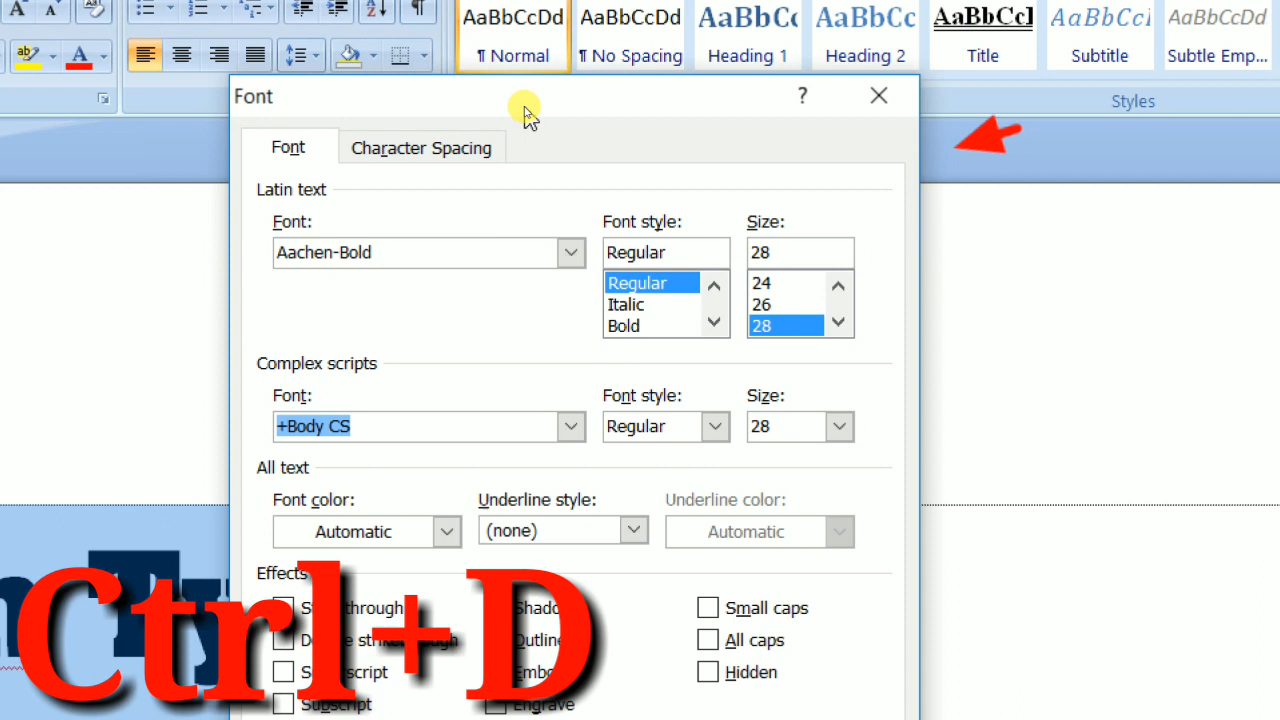 AaBbCcDd AaBbCcDd AaBbCc AaBbCc AaBbCcI AaBbCcI AaBbCcDd
¶ Normal ¶ No Spacing Heading 1 Heading 2 Title Subtitle Subtle Emp...
Styles
Font ?
Font Character Spacing
Latin text
Font: Font style: Size:
Aachen-Bold Regular 28
Regular 24
Italic 26
Bold 28
Complex scripts
Font: Font style: Size:
+Body CS Regular 28
All text
Font color: Underline style: Underline color:
Automatic (none) Automatic
Effects
Small caps
All caps
Hidden
Subscript Engrave
Ctrl+D